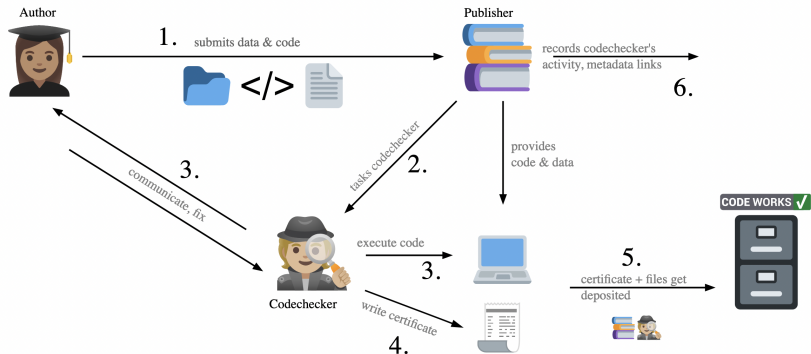 Author
Publisher
1.
submits data & code
</>
records codechecker's
activity, metadata links
6.
tasks codechecker
2.
provides
code & data
3.
communicate, fix
CODE WORKS
execute code
3.
5.
certificate + files get
deposited
Codechecker
write certificate
4.